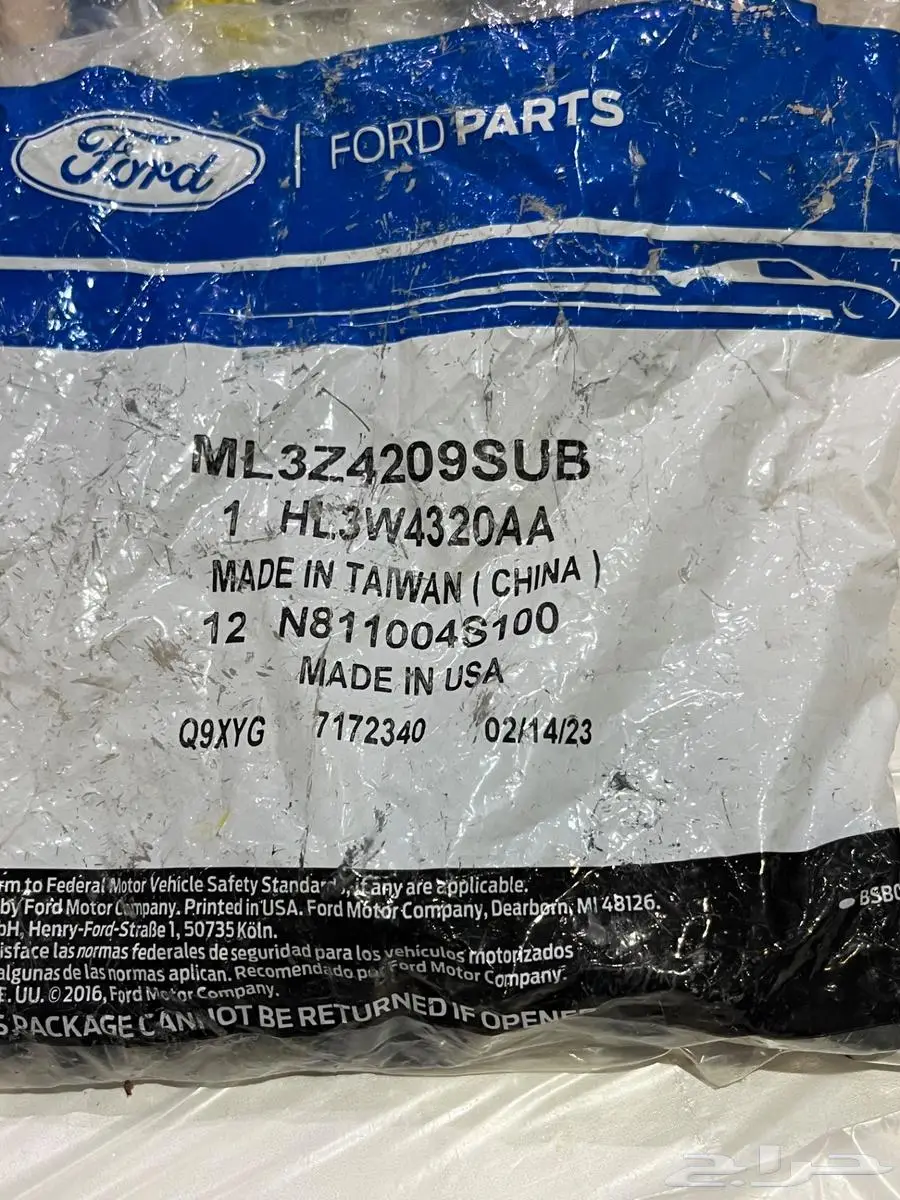 Ford | FORD PARTS
ML3Z4209SUB
1 HL3W4320AA
MADE IN TAIWAN ( CHINA )
12 N811004S100
MADE IN USA
Q9XYG 7172340 02/14/23
rm to Federal Motor Vehicle Safety Standards, if any are applicable.
by Ford Motor Company. Printed in USA. Ford Motor Company, Dearborn, MI 48126.
bH, Henry-Ford-Straße 1, 50735 Köln.
isface las normas federales de seguridad para los vehículos motorizados
algunas de las normas aplican. Recomendado por Ford Motor Company.
E. UU. © 2016, Ford Motor Company.
S PACKAGE CANNOT BE RETURNED IF OPENE
حراج